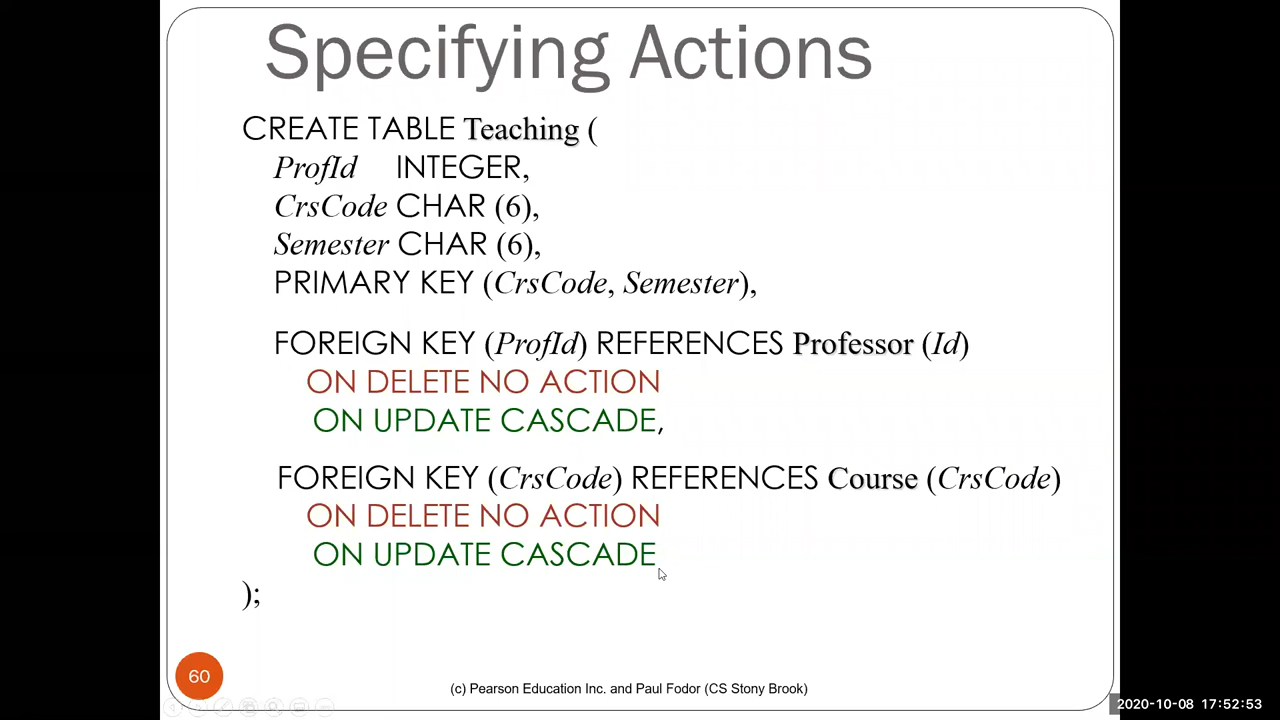 Specifying Actions
CREATE TABLE Teaching (
ProfId INTEGER,
CrsCode CHAR (6),
Semester CHAR (6),
PRIMARY KEY (CrsCode, Semester),
FOREIGN KEY (ProfId) REFERENCES Professor (Id)
ON DELETE NO ACTION
ON UPDATE CASCADE,
FOREIGN KEY (CrsCode) REFERENCES Course (CrsCode)
ON DELETE NO ACTION
ON UPDATE CASCADE
);
60
(c) Pearson Education Inc. and Paul Fodor (CS Stony Brook)
2020-10-08 17:52:53